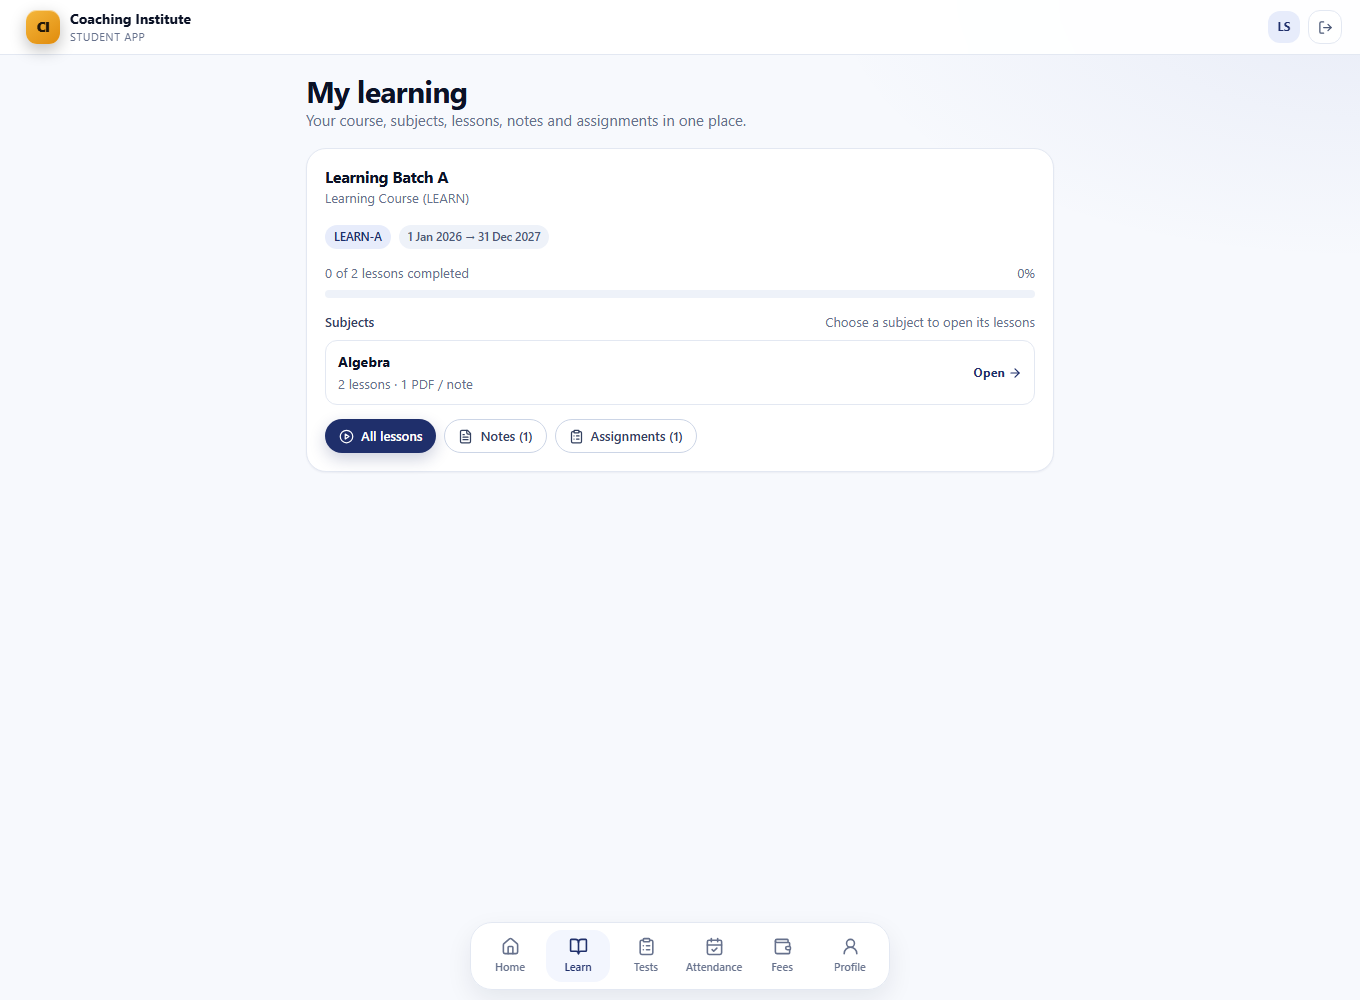 CI
Coaching Institute
STUDENT APP
LS
My learning
Your course, subjects, lessons, notes and assignments in one place.
Learning Batch A
Learning Course (LEARN)
LEARN-A
1 Jan 2026 → 31 Dec 2027
0 of 2 lessons completed
0%
Subjects
Choose a subject to open its lessons
Algebra
2 lessons · 1 PDF / note
Open →
All lessons
Notes (1)
Assignments (1)
Home
Learn
Tests
Attendance
Fees
Profile